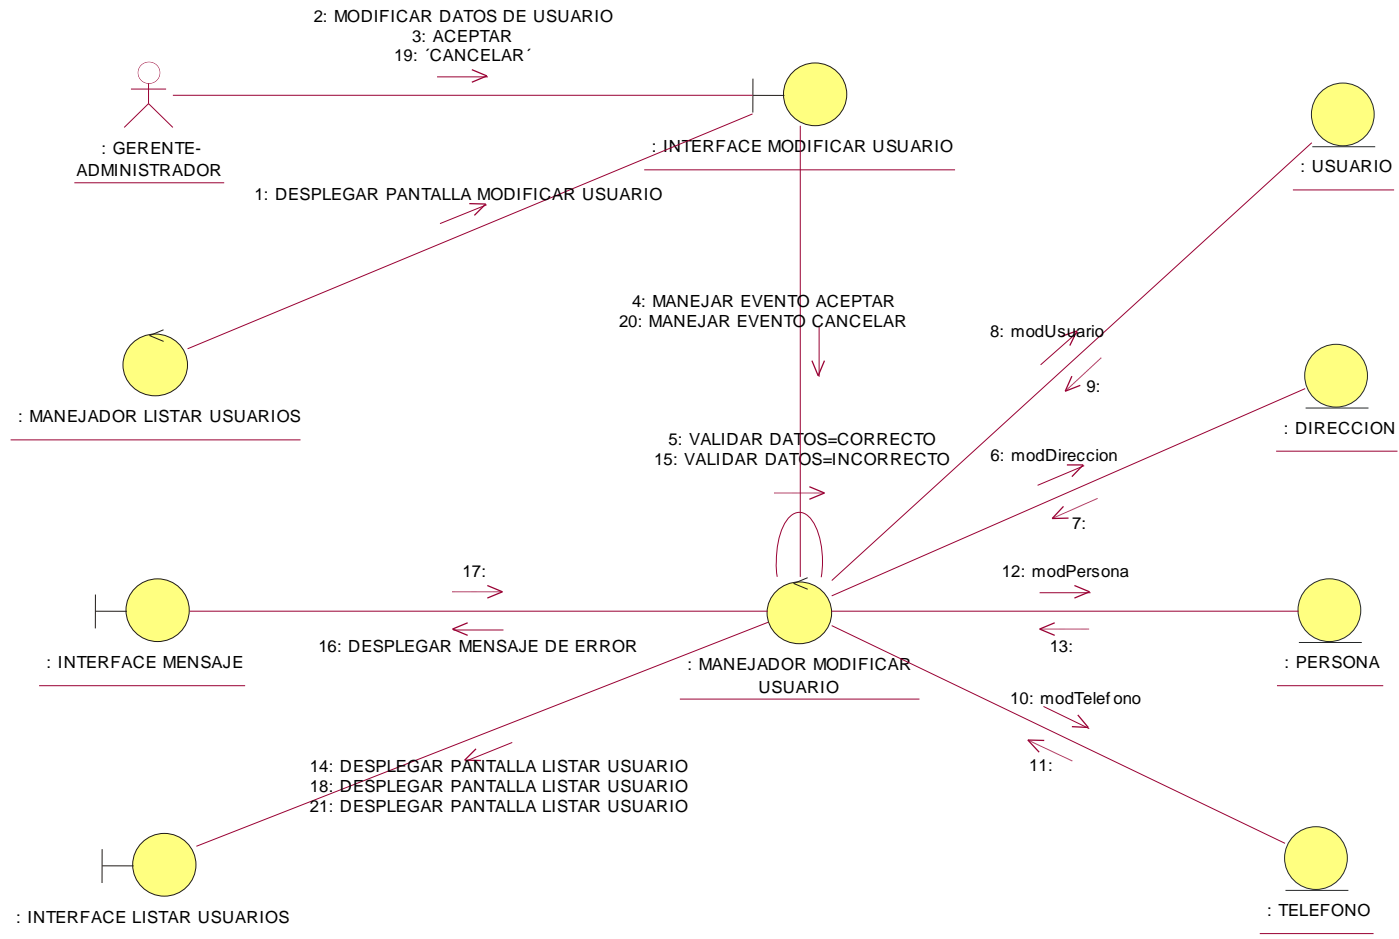 2: MODIFICAR DATOS DE USUARIO
3: ACEPTAR
19: ´CANCELAR´
: GERENTE-
ADMINISTRADOR
: INTERFACE MODIFICAR USUARIO
: USUARIO
1: DESPLEGAR PANTALLA MODIFICAR USUARIO
4: MANEJAR EVENTO ACEPTAR
20: MANEJAR EVENTO CANCELAR
8: modUsuario
9:
: MANEJADOR LISTAR USUARIOS
: DIRECCION
5: VALIDAR DATOS=CORRECTO
15: VALIDAR DATOS=INCORRECTO
6: modDireccion
7:
17:
12: modPersona
16: DESPLEGAR MENSAJE DE ERROR
13:
: INTERFACE MENSAJE
: MANEJADOR MODIFICAR
USUARIO
: PERSONA
10: modTelefono
11:
14: DESPLEGAR PANTALLA LISTAR USUARIO
18: DESPLEGAR PANTALLA LISTAR USUARIO
21: DESPLEGAR PANTALLA LISTAR USUARIO
: INTERFACE LISTAR USUARIOS
: TELEFONO